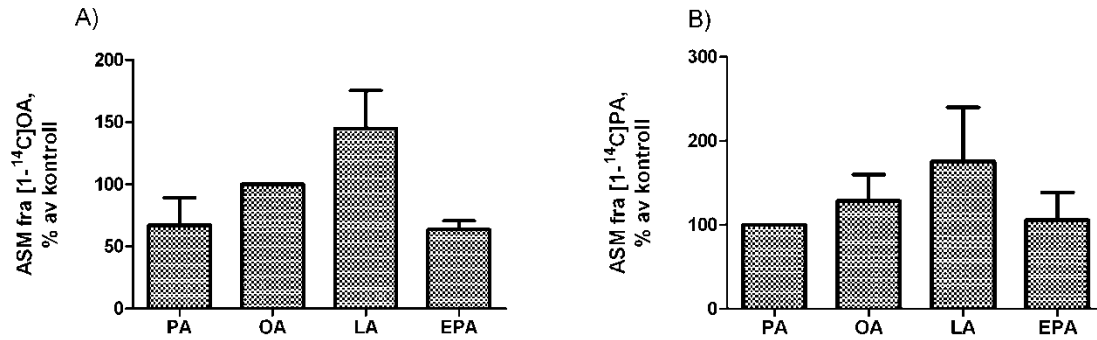 A)
ASM fra [1-¹⁴C]OA,
% av kontroll
200
150
100
50
0
PA OA LA EPA
B)
ASM fra [1-¹⁴C]PA,
% av kontroll
300
200
100
0
PA OA LA EPA